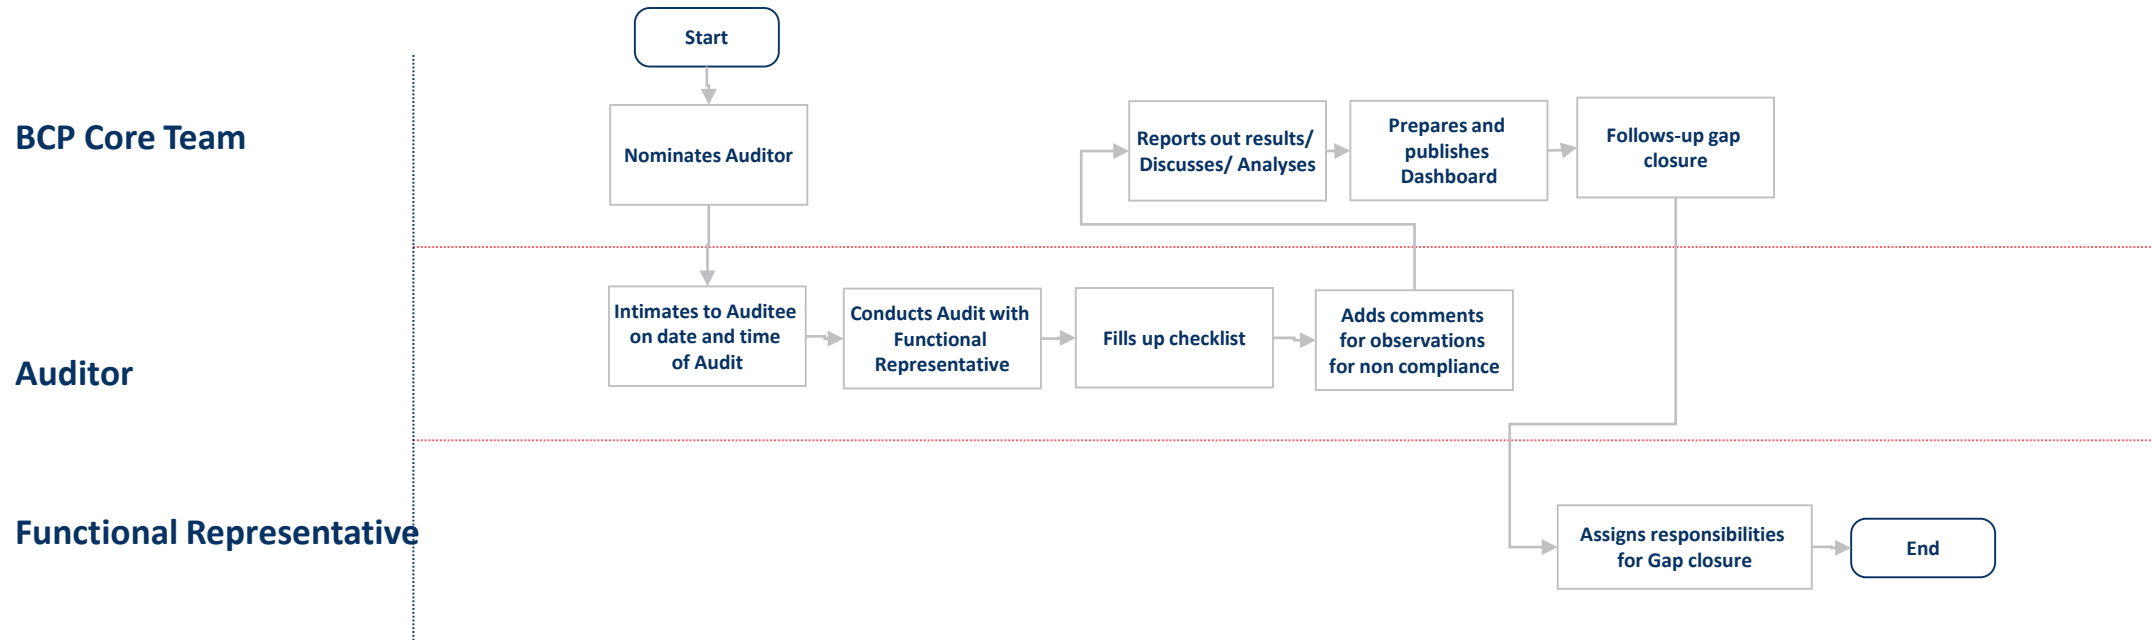 Start
BCP Core Team
Nominates Auditor
Reports out results/
Discusses/ Analyses
Prepares and
publishes
Dashboard
Follows-up gap
closure
Auditor
Intimates to Auditee
on date and time
of Audit
Conducts Audit with
Functional
Representative
Fills up checklist
Adds comments
for observations
for non compliance
Functional Representative
Assigns responsibilities
for Gap closure
End